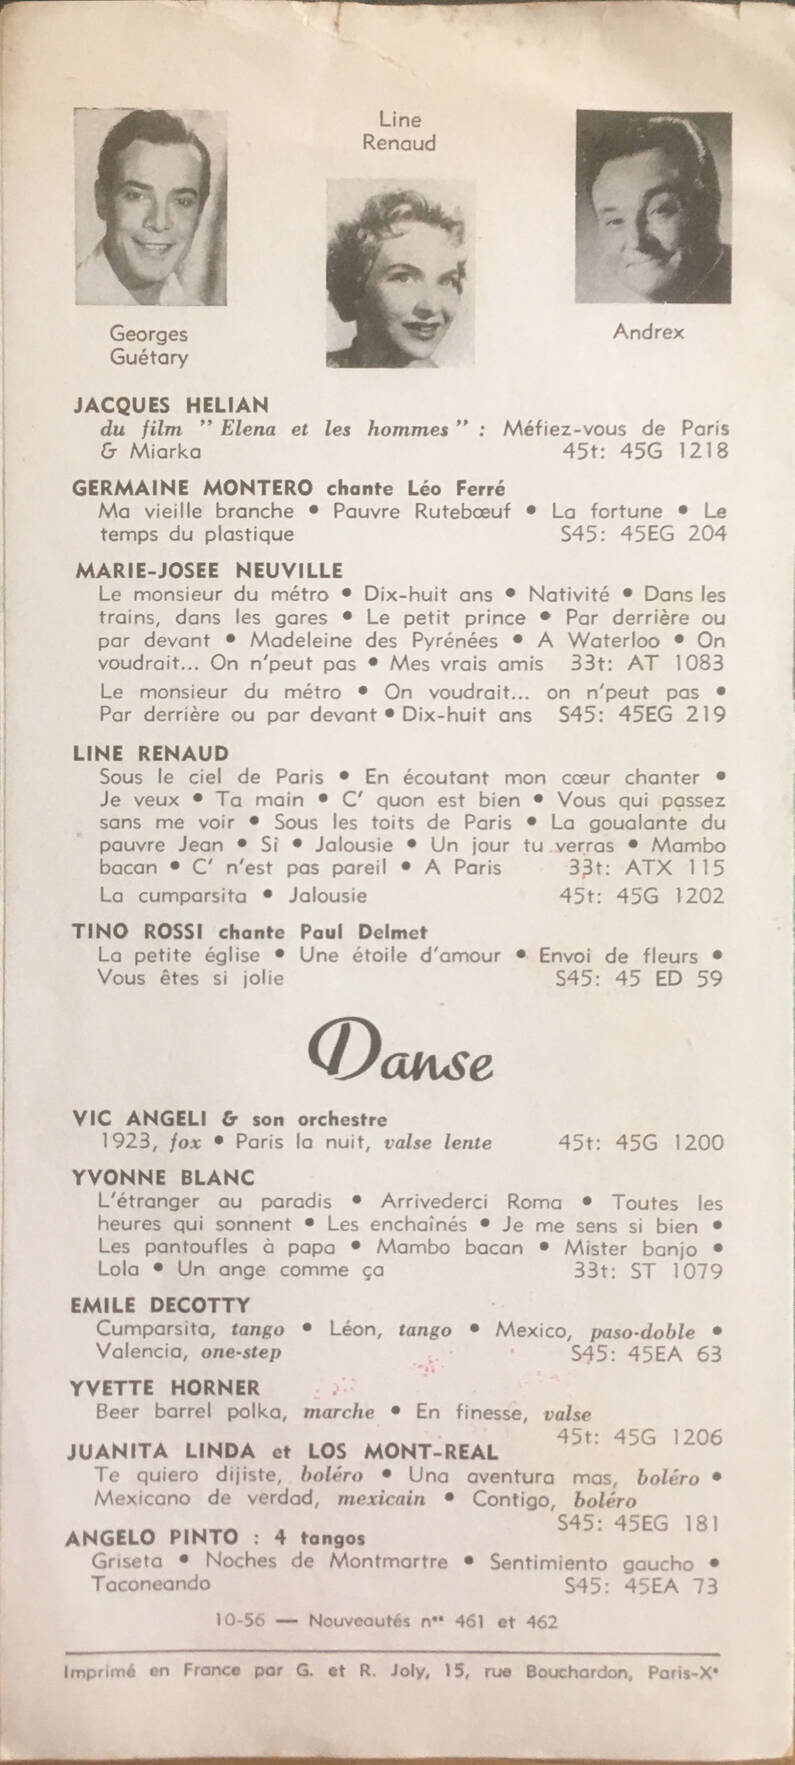 Line
Renaud
Georges
Guétary
Andrex
JACQUES HELIAN
du film " Elena et les hommes " : Méfiez-vous de Paris
& Miarka 45t: 45G 1218
GERMAINE MONTERO chante Léo Ferré
Ma vieille branche • Pauvre Rutebœuf • La fortune • Le
temps du plastique S45: 45EG 204
MARIE-JOSEE NEUVILLE
Le monsieur du métro • Dix-huit ans • Nativité • Dans les
trains, dans les gares • Le petit prince • Par derrière ou
par devant • Madeleine des Pyrénées • A Waterloo • On
voudrait... On n'peut pas • Mes vrais amis 33t: AT 1083
Le monsieur du métro • On voudrait... on n'peut pas •
Par derrière ou par devant • Dix-huit ans S45: 45EG 219
LINE RENAUD
Sous le ciel de Paris • En écoutant mon cœur chanter •
Je veux • Ta main • C' quon est bien • Vous qui passez
sans me voir • Sous les toits de Paris • La goualante du
pauvre Jean • Si • Jalousie • Un jour tu verras • Mambo
bacan • C' n'est pas pareil • A Paris 33t: ATX 115
La cumparsita • Jalousie 45t: 45G 1202
TINO ROSSI chante Paul Delmet
La petite église • Une étoile d'amour • Envoi de fleurs •
Vous êtes si jolie S45: 45 ED 59
Danse
VIC ANGELI & son orchestre
1923, fox • Paris la nuit, valse lente 45t: 45G 1200
YVONNE BLANC
L'étranger au paradis • Arrivederci Roma • Toutes les
heures qui sonnent • Les enchaînés • Je me sens si bien •
Les pantoufles à papa • Mambo bacan • Mister banjo •
Lola • Un ange comme ça 33t: ST 1079
EMILE DECOTTY
Cumparsita, tango • Léon, tango • Mexico, paso-doble •
Valencia, one-step S45: 45EA 63
YVETTE HORNER
Beer barrel polka, marche • En finesse, valse
45t: 45G 1206
JUANITA LINDA et LOS MONT-REAL
Te quiero dijiste, boléro • Una aventura mas, boléro •
Mexicano de verdad, mexicain • Contigo, boléro
S45: 45EG 181
ANGELO PINTO : 4 tangos
Griseta • Noches de Montmartre • Sentimiento gaucho •
Taconeando S45: 45EA 73
10-56 — Nouveautés nᵒˢ 461 et 462
Imprimé en France par G. et R. Joly, 15, rue Bouchardon, Paris-Xᵉ